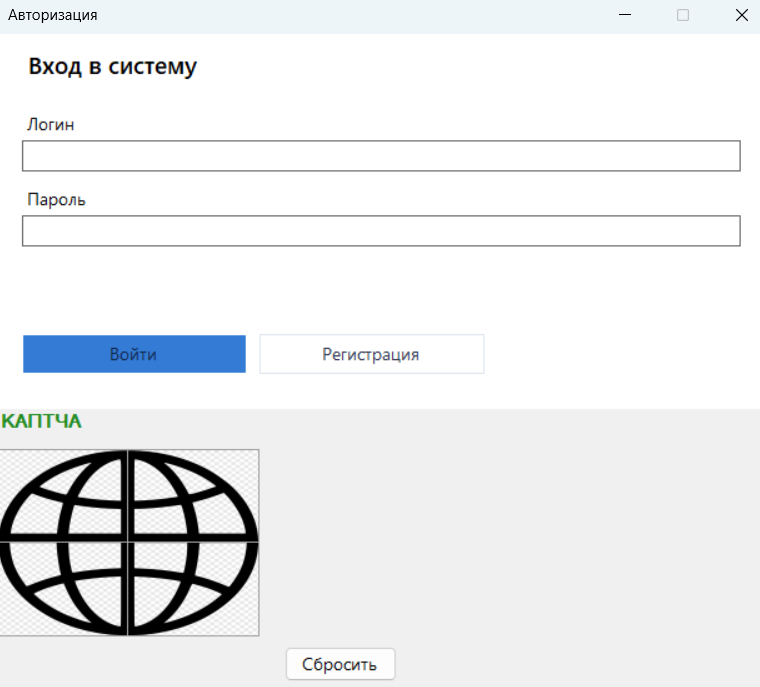 Авторизация
Вход в систему
Логин
Пароль
Войти
Регистрация
КАПТЧА
Сбросить